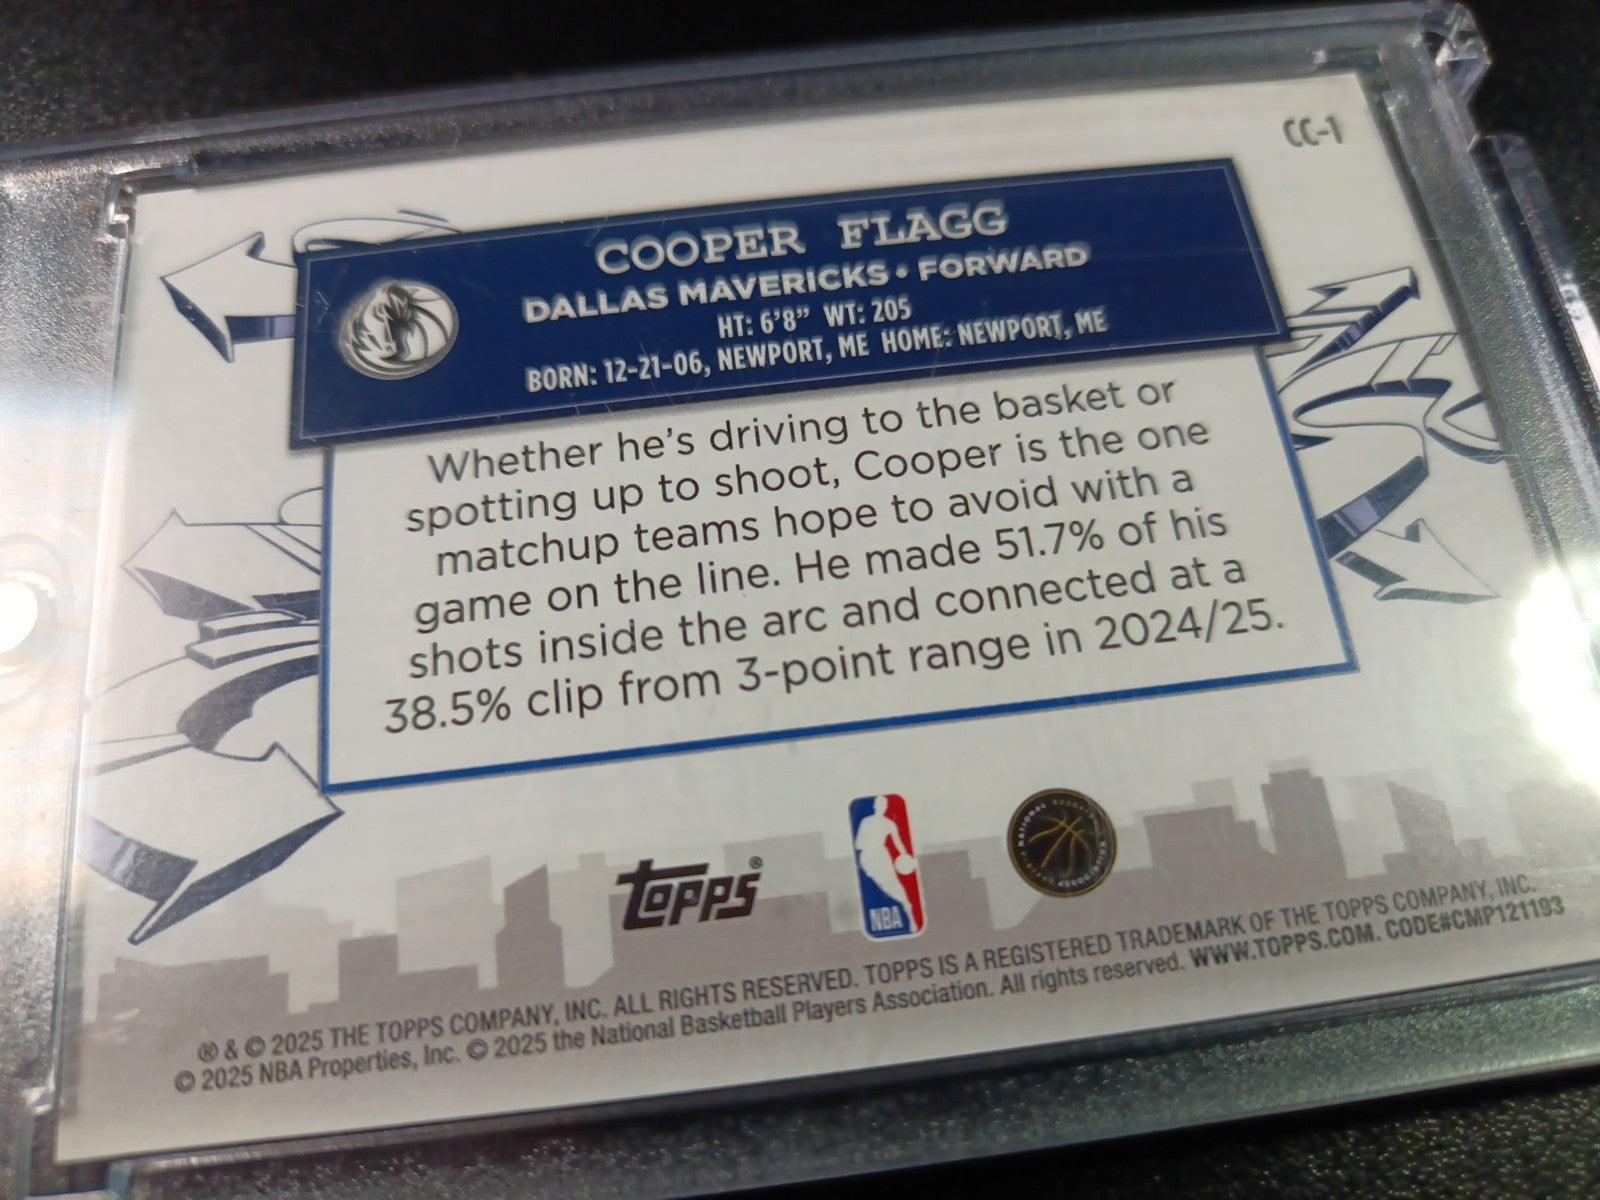 CC-1
COOPER FLAGG
DALLAS MAVERICKS • FORWARD
HT: 6'8" WT: 205
BORN: 12-21-06, NEWPORT, ME HOME: NEWPORT, ME
Whether he's driving to the basket or
spotting up to shoot, Cooper is the one
matchup teams hope to avoid with a
game on the line. He made 51.7% of his
shots inside the arc and connected at a
38.5% clip from 3-point range in 2024/25.
topps®
NBA
® & © 2025 THE TOPPS COMPANY, INC. ALL RIGHTS RESERVED. TOPPS IS A REGISTERED TRADEMARK OF THE TOPPS COMPANY, INC.
© 2025 NBA Properties, Inc. © 2025 the National Basketball Players Association. All rights reserved. WWW.TOPPS.COM. CODE#CMP121193